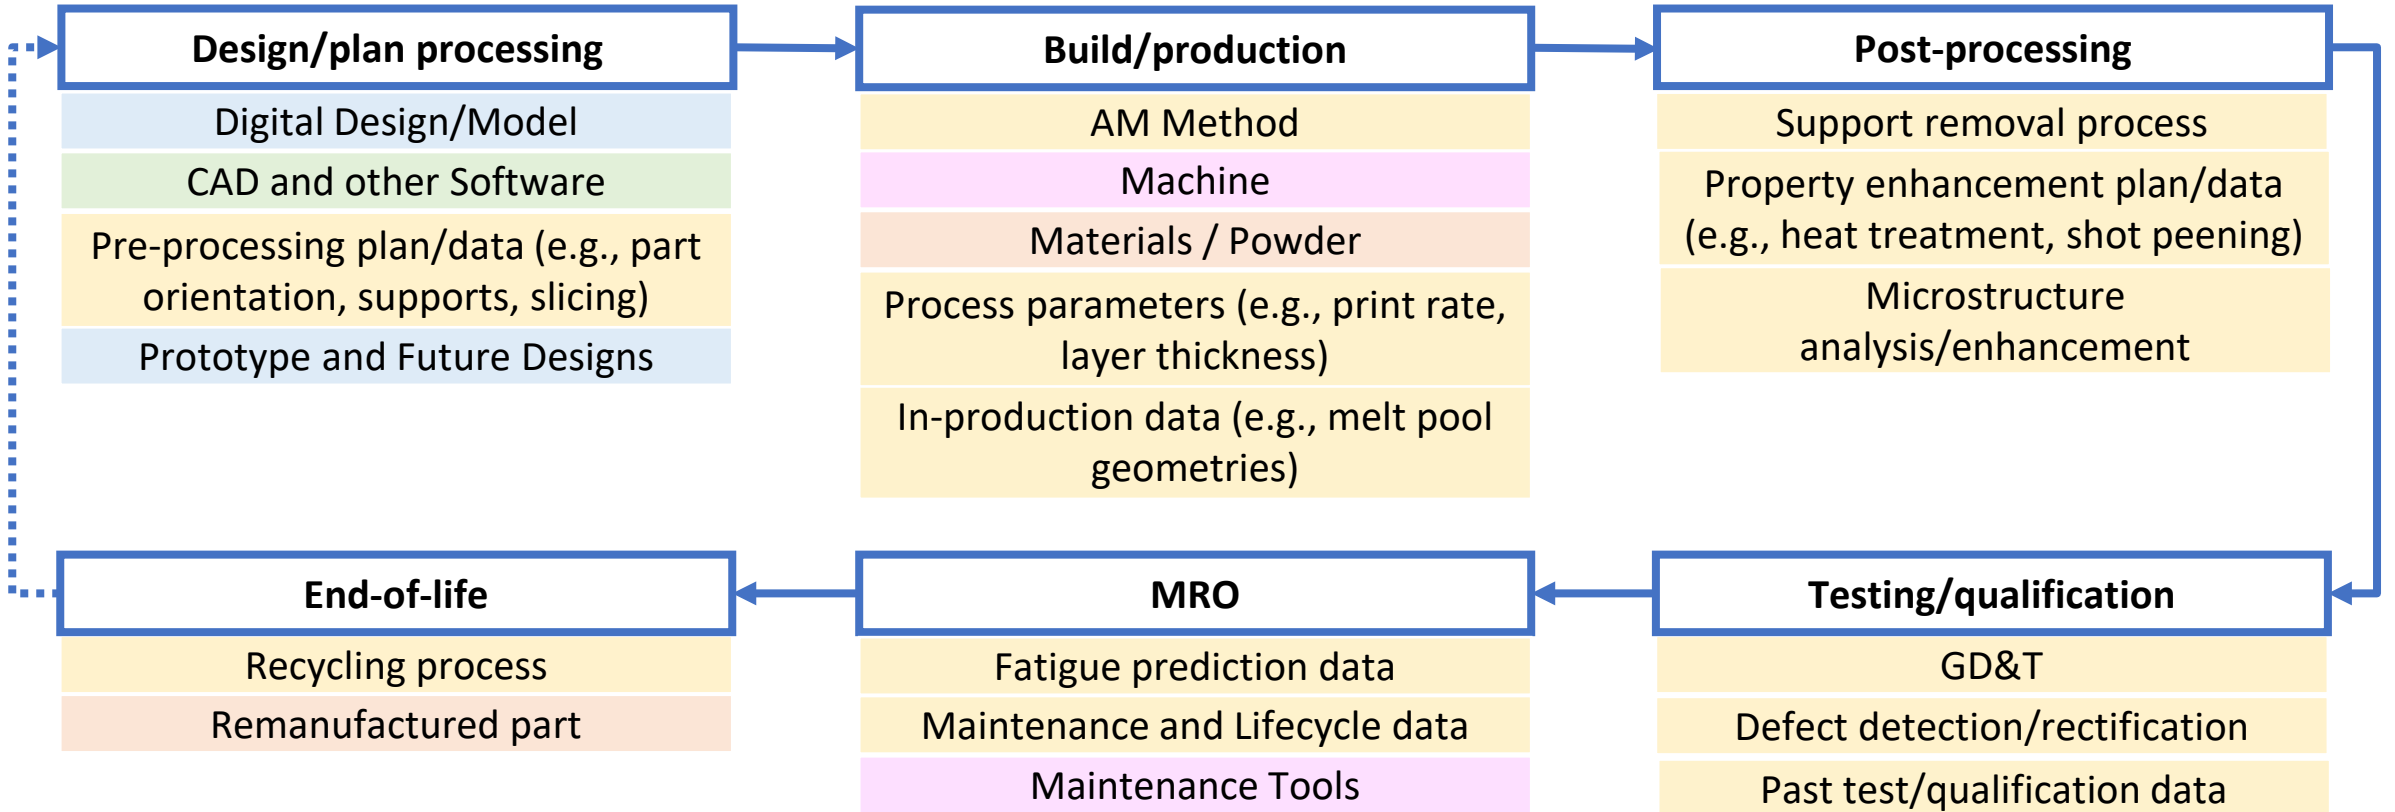 Design/plan processing
Digital Design/Model
CAD and other Software
Pre-processing plan/data (e.g., part
orientation, supports, slicing)
Prototype and Future Designs
Build/production
AM Method
Machine
Materials / Powder
Process parameters (e.g., print rate,
layer thickness)
In-production data (e.g., melt pool
geometries)
Post-processing
Support removal process
Property enhancement plan/data
(e.g., heat treatment, shot peening)
Microstructure
analysis/enhancement
Testing/qualification
GD&T
Defect detection/rectification
Past test/qualification data
MRO
Fatigue prediction data
Maintenance and Lifecycle data
Maintenance Tools
End-of-life
Recycling process
Remanufactured part